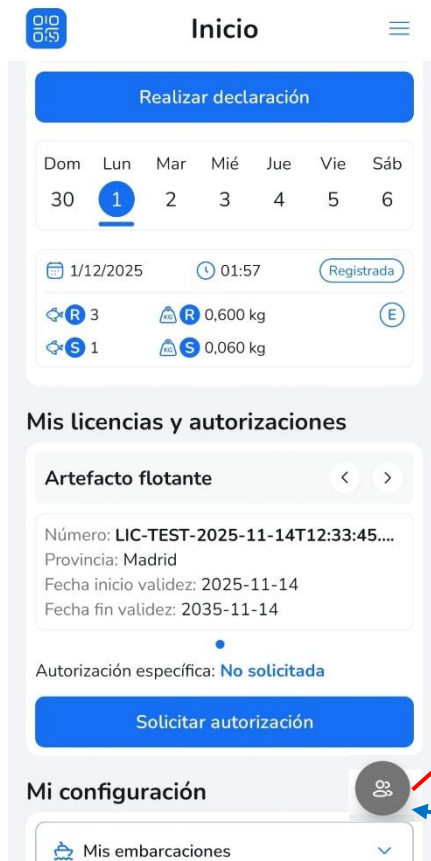 Inicio
Realizar declaración
Dom Lun Mar Mié Jue Vie Sáb
30 1 2 3 4 5 6
1/12/2025 01:57 Registrada
R 3 KG R 0,600 kg E
S 1 KG S 0,060 kg
Mis licencias y autorizaciones
Artefacto flotante
Número: LIC-TEST-2025-11-14T12:33:45....
Provincia: Madrid
Fecha inicio validez: 2025-11-14
Fecha fin validez: 2035-11-14
Autorización específica: No solicitada
Solicitar autorización
Mi configuración
Mis embarcaciones